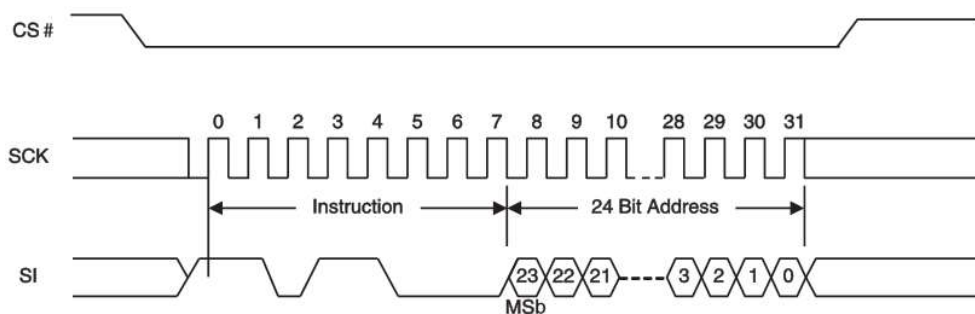 CS #
0 1 2 3 4 5 6 7 8 9 10 28 29 30 31
SCK
Instruction 24 Bit Address
SI 23 22 21 3 2 1 0
MSb